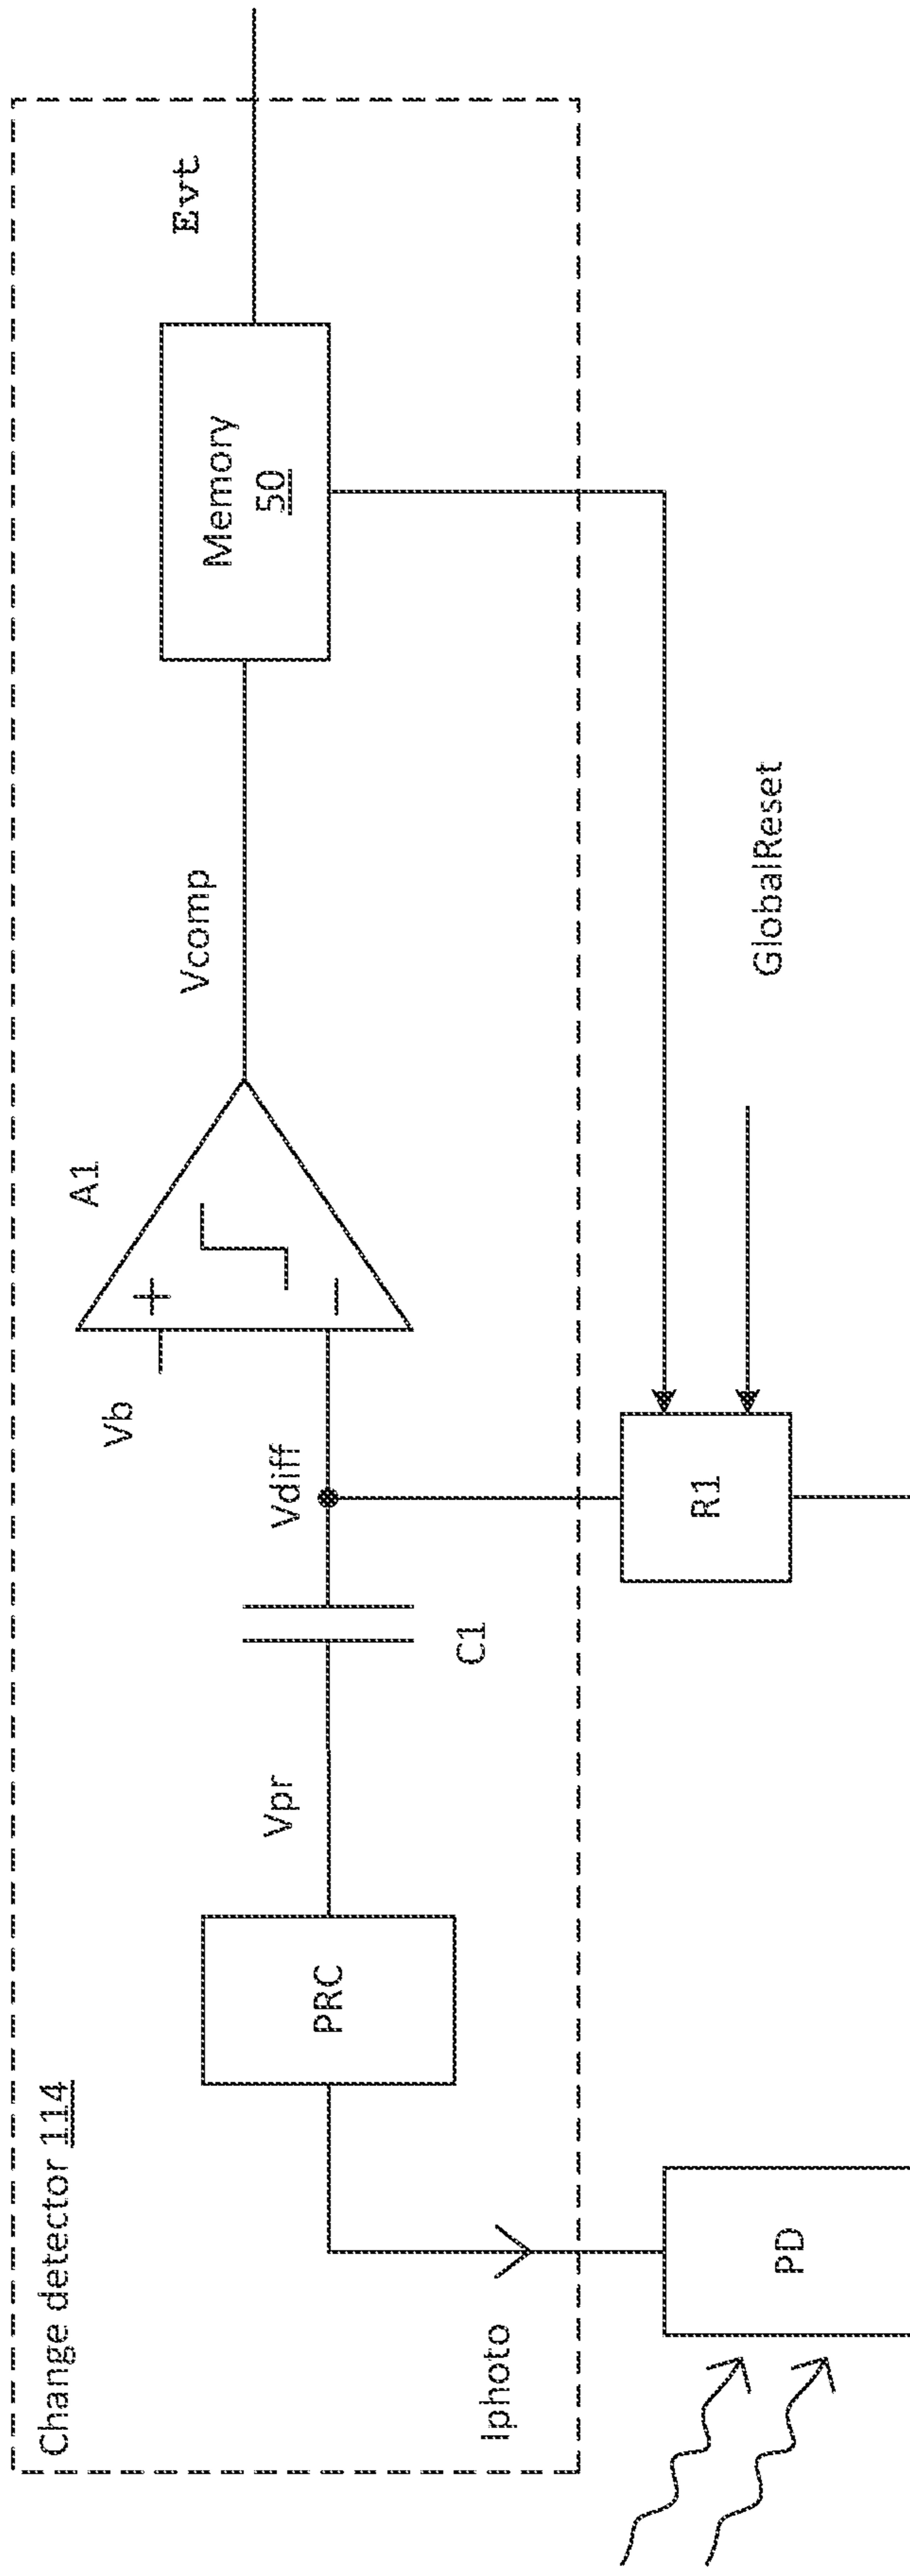 Change detector 114
Iphoto
PD
PRC
Vpr
C1
Vdiff
Vb
A1
+
−
R1
GlobalReset
Vcomp
Memory
50
Evt